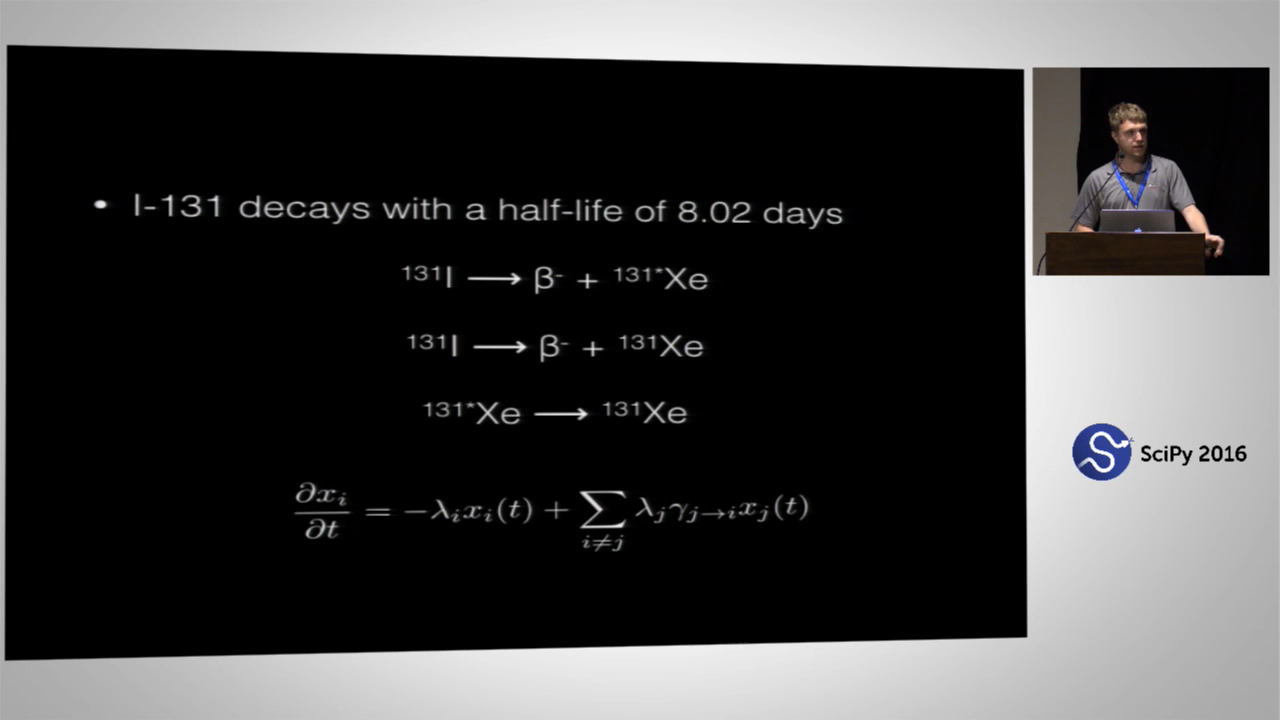 • I-131 decays with a half-life of 8.02 days
¹³¹I ⟶ β⁻ + ¹³¹*Xe
¹³¹I ⟶ β⁻ + ¹³¹Xe
¹³¹*Xe ⟶ ¹³¹Xe
∂xᵢ/∂t = −λᵢxᵢ(t) + ∑_{i≠j} λⱼγ_{j→i}xⱼ(t)
SciPy 2016